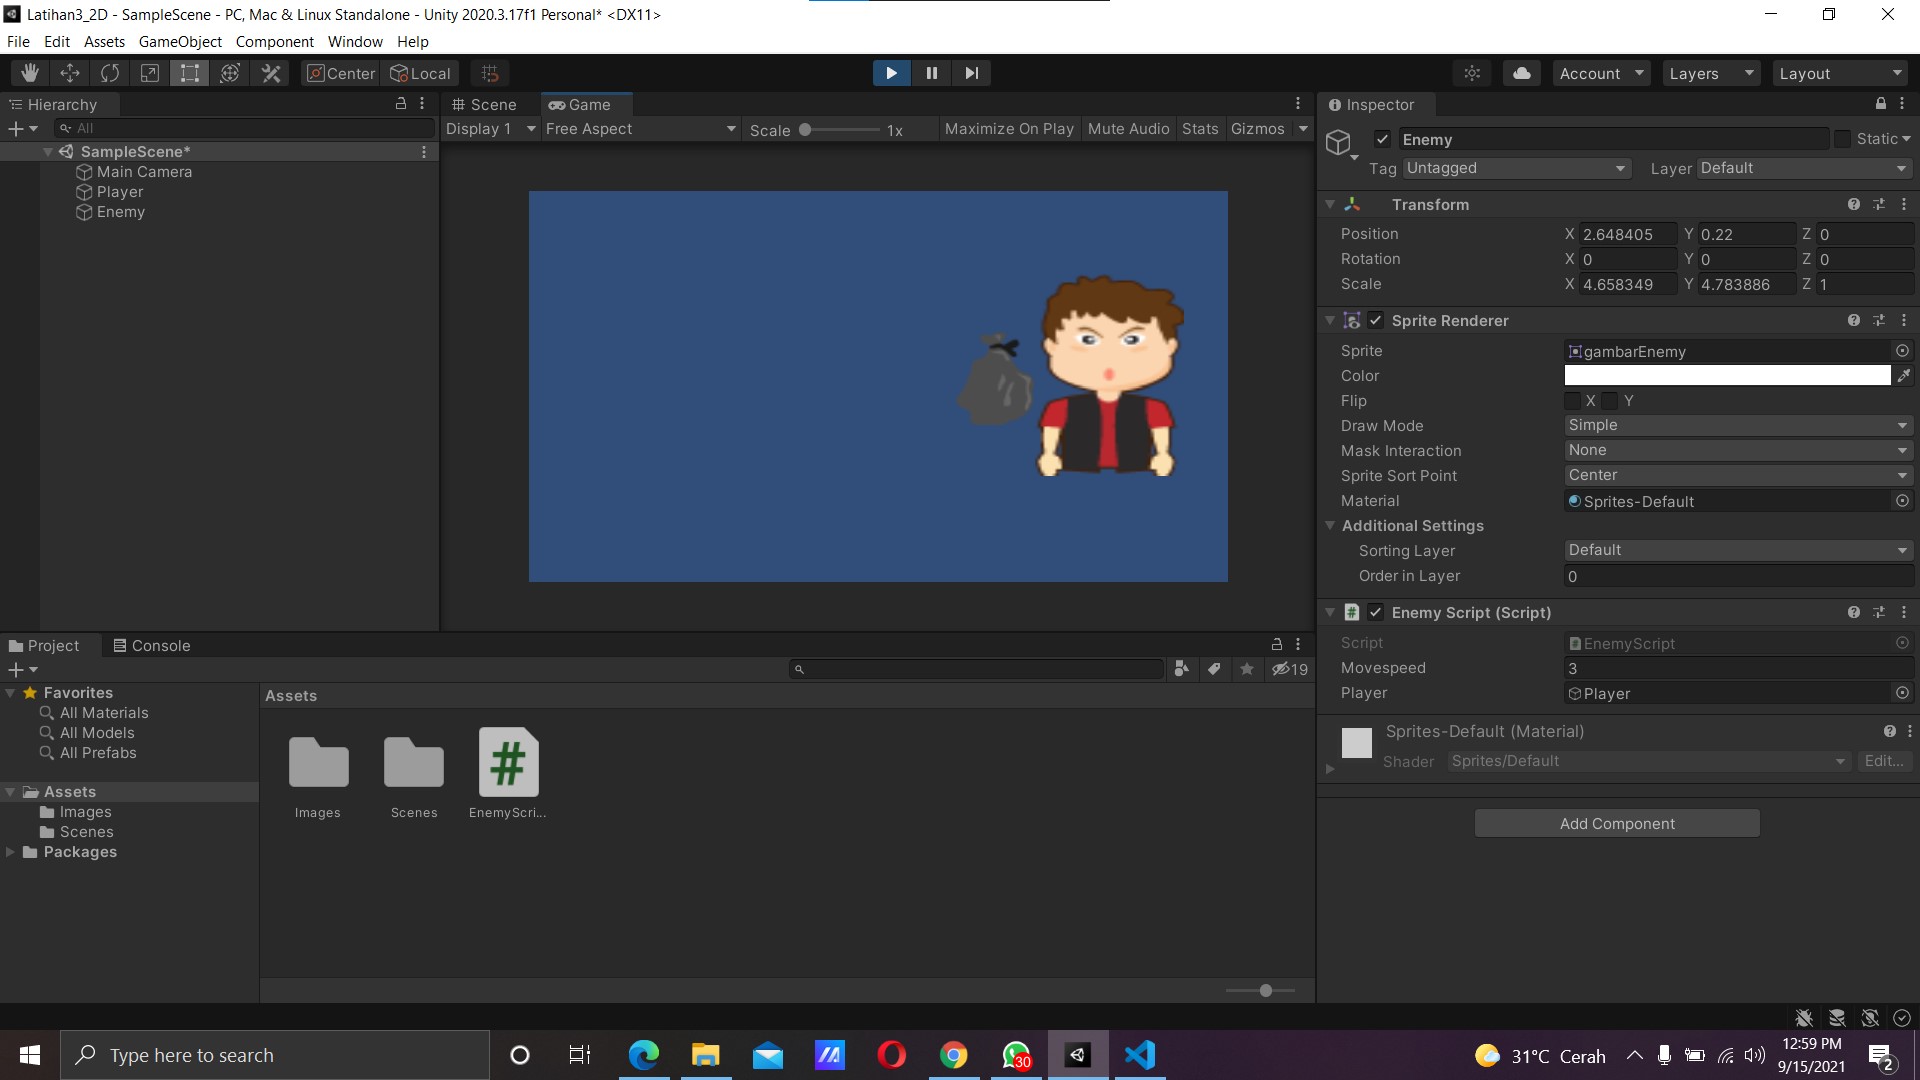 Latihan3_2D - SampleScene - PC, Mac & Linux Standalone - Unity 2020.3.17f1 Personal* <DX11>
File Edit Assets GameObject Component Window Help
Center Local Account Layers Layout
Hierarchy
All
SampleScene*
Main Camera
Player
Enemy
Scene Game
Display 1 Free Aspect Scale 1x Maximize On Play Mute Audio Stats Gizmos
Inspector
Enemy Static
Tag Untagged Layer Default
Transform
Position X 2.648405 Y 0.22 Z 0
Rotation X 0 Y 0 Z 0
Scale X 4.658349 Y 4.783886 Z 1
Sprite Renderer
Sprite gambarEnemy
Color
Flip X Y
Draw Mode Simple
Mask Interaction None
Sprite Sort Point Center
Material Sprites-Default
Additional Settings
Sorting Layer Default
Order in Layer 0
# Enemy Script (Script)
Script EnemyScript
Movespeed 3
Player Player
Sprites-Default (Material)
Shader Sprites/Default Edit...
Add Component
Project Console
19
Favorites
All Materials
All Models
All Prefabs
Assets
Images
Scenes
Packages
Assets
#
Images Scenes EnemyScri...
Type here to search
30
31°C Cerah
12:59 PM
9/15/2021
2